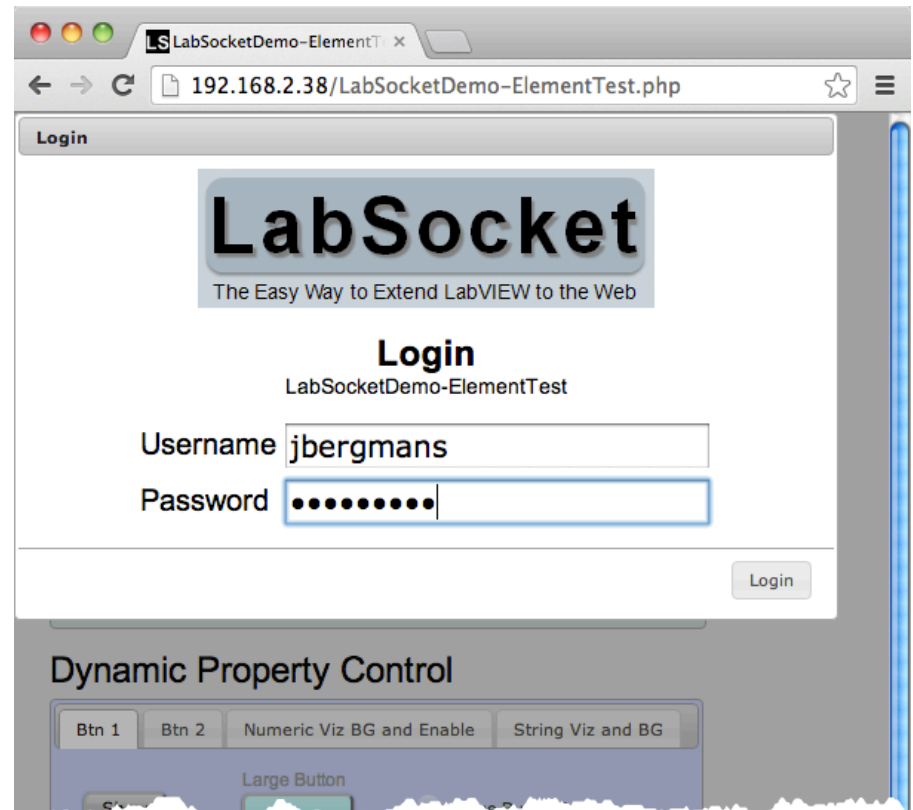 LS LabSocketDemo-ElementT
192.168.2.38/LabSocketDemo-ElementTest.php
Login
LabSocket
The Easy Way to Extend LabVIEW to the Web
Login
LabSocketDemo-ElementTest
Username jbergmans
Password •••••••••
Login
Dynamic Property Control
Btn 1 Btn 2 Numeric Viz BG and Enable String Viz and BG
Large Button